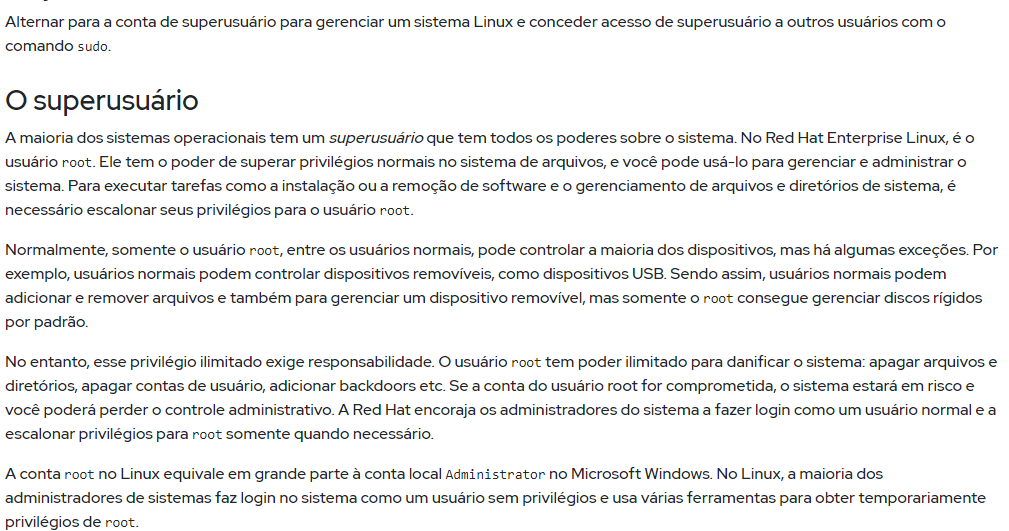 Alternar para a conta de superusuário para gerenciar um sistema Linux e conceder acesso de superusuário a outros usuários com o
comando sudo.
O superusuário
A maioria dos sistemas operacionais tem um superusuário que tem todos os poderes sobre o sistema. No Red Hat Enterprise Linux, é o
usuário root. Ele tem o poder de superar privilégios normais no sistema de arquivos, e você pode usá-lo para gerenciar e administrar o
sistema. Para executar tarefas como a instalação ou a remoção de software e o gerenciamento de arquivos e diretórios de sistema, é
necessário escalonar seus privilégios para o usuário root.
Normalmente, somente o usuário root, entre os usuários normais, pode controlar a maioria dos dispositivos, mas há algumas exceções. Por
exemplo, usuários normais podem controlar dispositivos removíveis, como dispositivos USB. Sendo assim, usuários normais podem
adicionar e remover arquivos e também para gerenciar um dispositivo removível, mas somente o root consegue gerenciar discos rígidos
por padrão.
No entanto, esse privilégio ilimitado exige responsabilidade. O usuário root tem poder ilimitado para danificar o sistema: apagar arquivos e
diretórios, apagar contas de usuário, adicionar backdoors etc. Se a conta do usuário root for comprometida, o sistema estará em risco e
você poderá perder o controle administrativo. A Red Hat encoraja os administradores do sistema a fazer login como um usuário normal e a
escalonar privilégios para root somente quando necessário.
A conta root no Linux equivale em grande parte à conta local Administrator no Microsoft Windows. No Linux, a maioria dos
administradores de sistemas faz login no sistema como um usuário sem privilégios e usa várias ferramentas para obter temporariamente
privilégios de root.